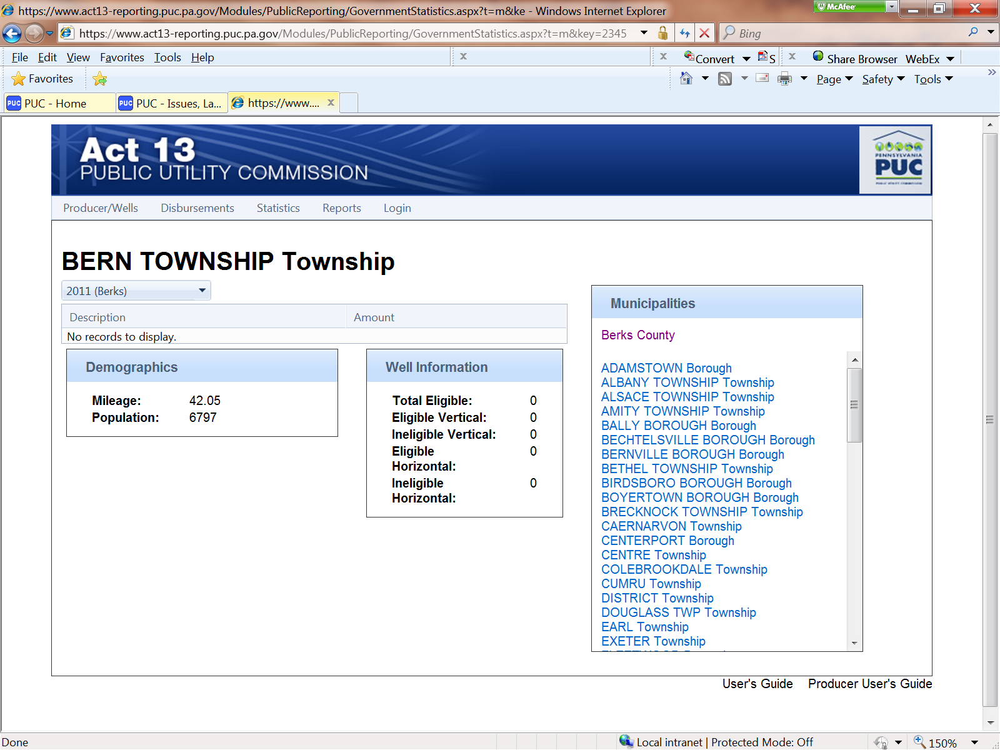 https://www.act13-reporting.puc.pa.gov/Modules/PublicReporting/GovernmentStatistics.aspx?t=m&ke - Windows Internet Explorer
McAfee
https://www.act13-reporting.puc.pa.gov/Modules/PublicReporting/GovernmentStatistics.aspx?t=m&key=2345
Bing
File Edit View Favorites Tools Help
x
x
Convert
S
x
Share Browser WebEx
Favorites
Page Safety Tools
PUC PUC - Home
PUC PUC - Issues, La...
https://www.... x
Act 13
PUBLIC UTILITY COMMISSION
PENNSYLVANIA
PUC
Producer/Wells Disbursements Statistics Reports Login
BERN TOWNSHIP Township
2011 (Berks)
Description Amount
No records to display.
Demographics
Mileage: 42.05
Population: 6797
Well Information
Total Eligible: 0
Eligible Vertical: 0
Ineligible Vertical: 0
Eligible 0
Horizontal:
Ineligible 0
Horizontal:
Municipalities
Berks County
ADAMSTOWN Borough
ALBANY TOWNSHIP Township
ALSACE TOWNSHIP Township
AMITY TOWNSHIP Township
BALLY BOROUGH Borough
BECHTELSVILLE BOROUGH Borough
BERNVILLE BOROUGH Borough
BETHEL TOWNSHIP Township
BIRDSBORO BOROUGH Borough
BOYERTOWN BOROUGH Borough
BRECKNOCK TOWNSHIP Township
CAERNARVON Township
CENTERPORT Borough
CENTRE Township
COLEBROOKDALE Township
CUMRU Township
DISTRICT Township
DOUGLASS TWP Township
EARL Township
EXETER Township
User's Guide Producer User's Guide
Done
Local intranet | Protected Mode: Off
150%